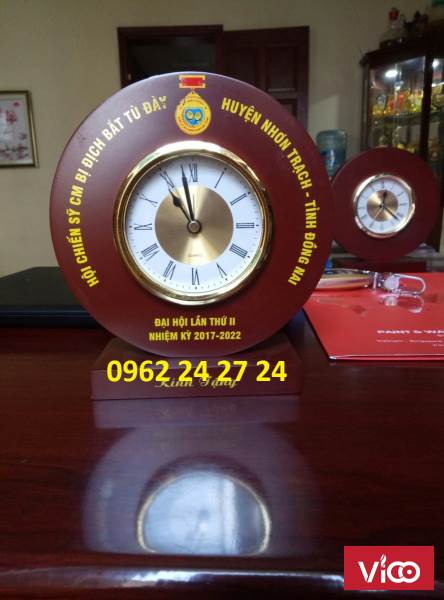 HỘI CHIẾN SỸ CM BỊ ĐỊCH BẮT TÙ ĐÀY
HUYỆN NHƠN TRẠCH - TỈNH ĐỒNG NAI
XII I II III IIII V VI VII VIII IX X XI
QUARTZ
ĐẠI HỘI LẦN THỨ II
NHIỆM KỲ 2017-2022
0962 24 27 24
Kính Tặng
PAINT & WA
Vico